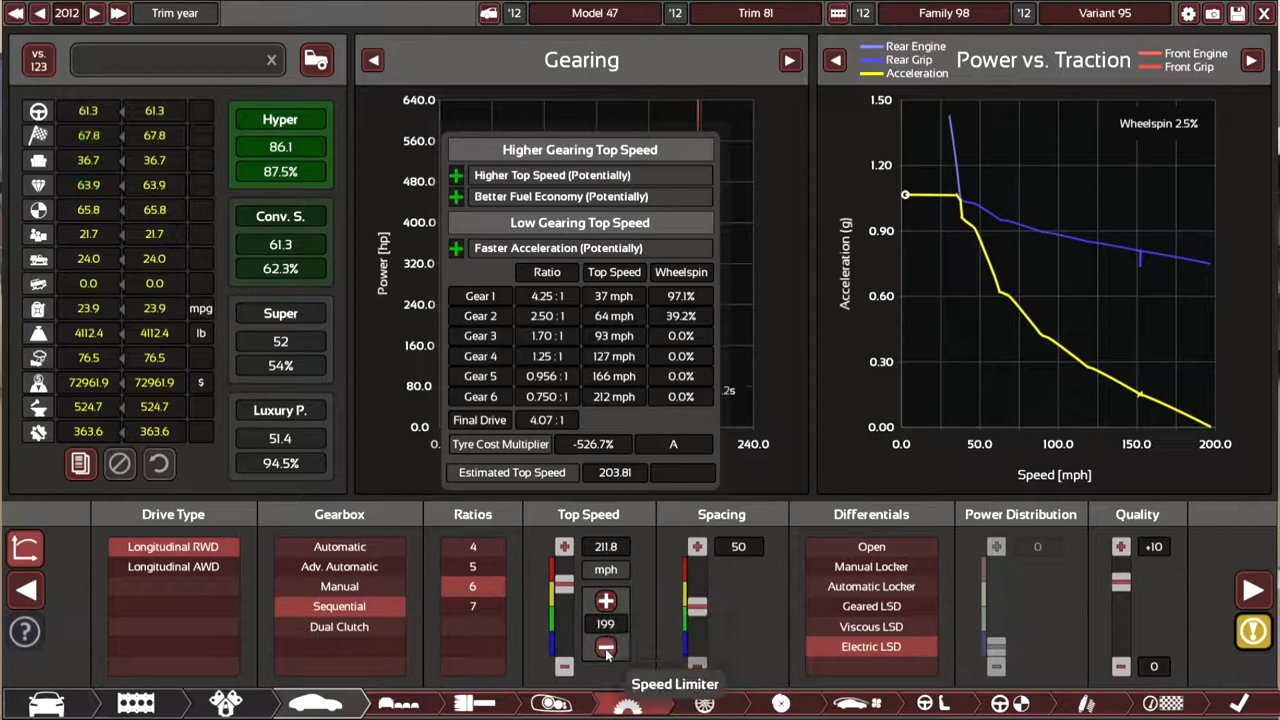 2012
Trim year
'12
Model 47
'12
Trim 81
'12
Family 98
'12
Variant 95
vs.
123
61.3 61.3
67.8 67.8
36.7 36.7
63.9 63.9
65.8 65.8
21.7 21.7
24.0 24.0
0.0 0.0
23.9 23.9 mpg
4112.4 4112.4 lb
76.5 76.5
72961.9 72961.9 $
524.7 524.7
363.6 363.6
Hyper
86.1
87.5%
Conv. S.
61.3
62.3%
Super
52
54%
Luxury P.
51.4
94.5%
Gearing
640.0
560.0
480.0
400.0
320.0
240.0
160.0
80.0
0.0
Power [hp]
0.
240.0
.2s
Higher Gearing Top Speed
Higher Top Speed (Potentially)
Better Fuel Economy (Potentially)
Low Gearing Top Speed
Faster Acceleration (Potentially)
Ratio Top Speed Wheelspin
Gear 1 4.25 : 1 37 mph 97.1%
Gear 2 2.50 : 1 64 mph 39.2%
Gear 3 1.70 : 1 93 mph 0.0%
Gear 4 1.25 : 1 127 mph 0.0%
Gear 5 0.956 : 1 166 mph 0.0%
Gear 6 0.750 : 1 212 mph 0.0%
Final Drive 4.07 : 1
Tyre Cost Multiplier -526.7% A
Estimated Top Speed 203.81
Rear Engine
Rear Grip
Acceleration
Power vs. Traction
Front Engine
Front Grip
Wheelspin 2.5%
1.50
1.20
0.90
0.60
0.30
0.00
Acceleration (g)
0.0 50.0 100.0 150.0 200.0
Speed [mph]
Drive Type
Longitudinal RWD
Longitudinal AWD
Gearbox
Automatic
Adv. Automatic
Manual
Sequential
Dual Clutch
Ratios
4
5
6
7
Top Speed
211.8
mph
199
Spacing
50
Differentials
Open
Manual Locker
Automatic Locker
Geared LSD
Viscous LSD
Electric LSD
Power Distribution
0
Quality
+10
0
Speed Limiter
?